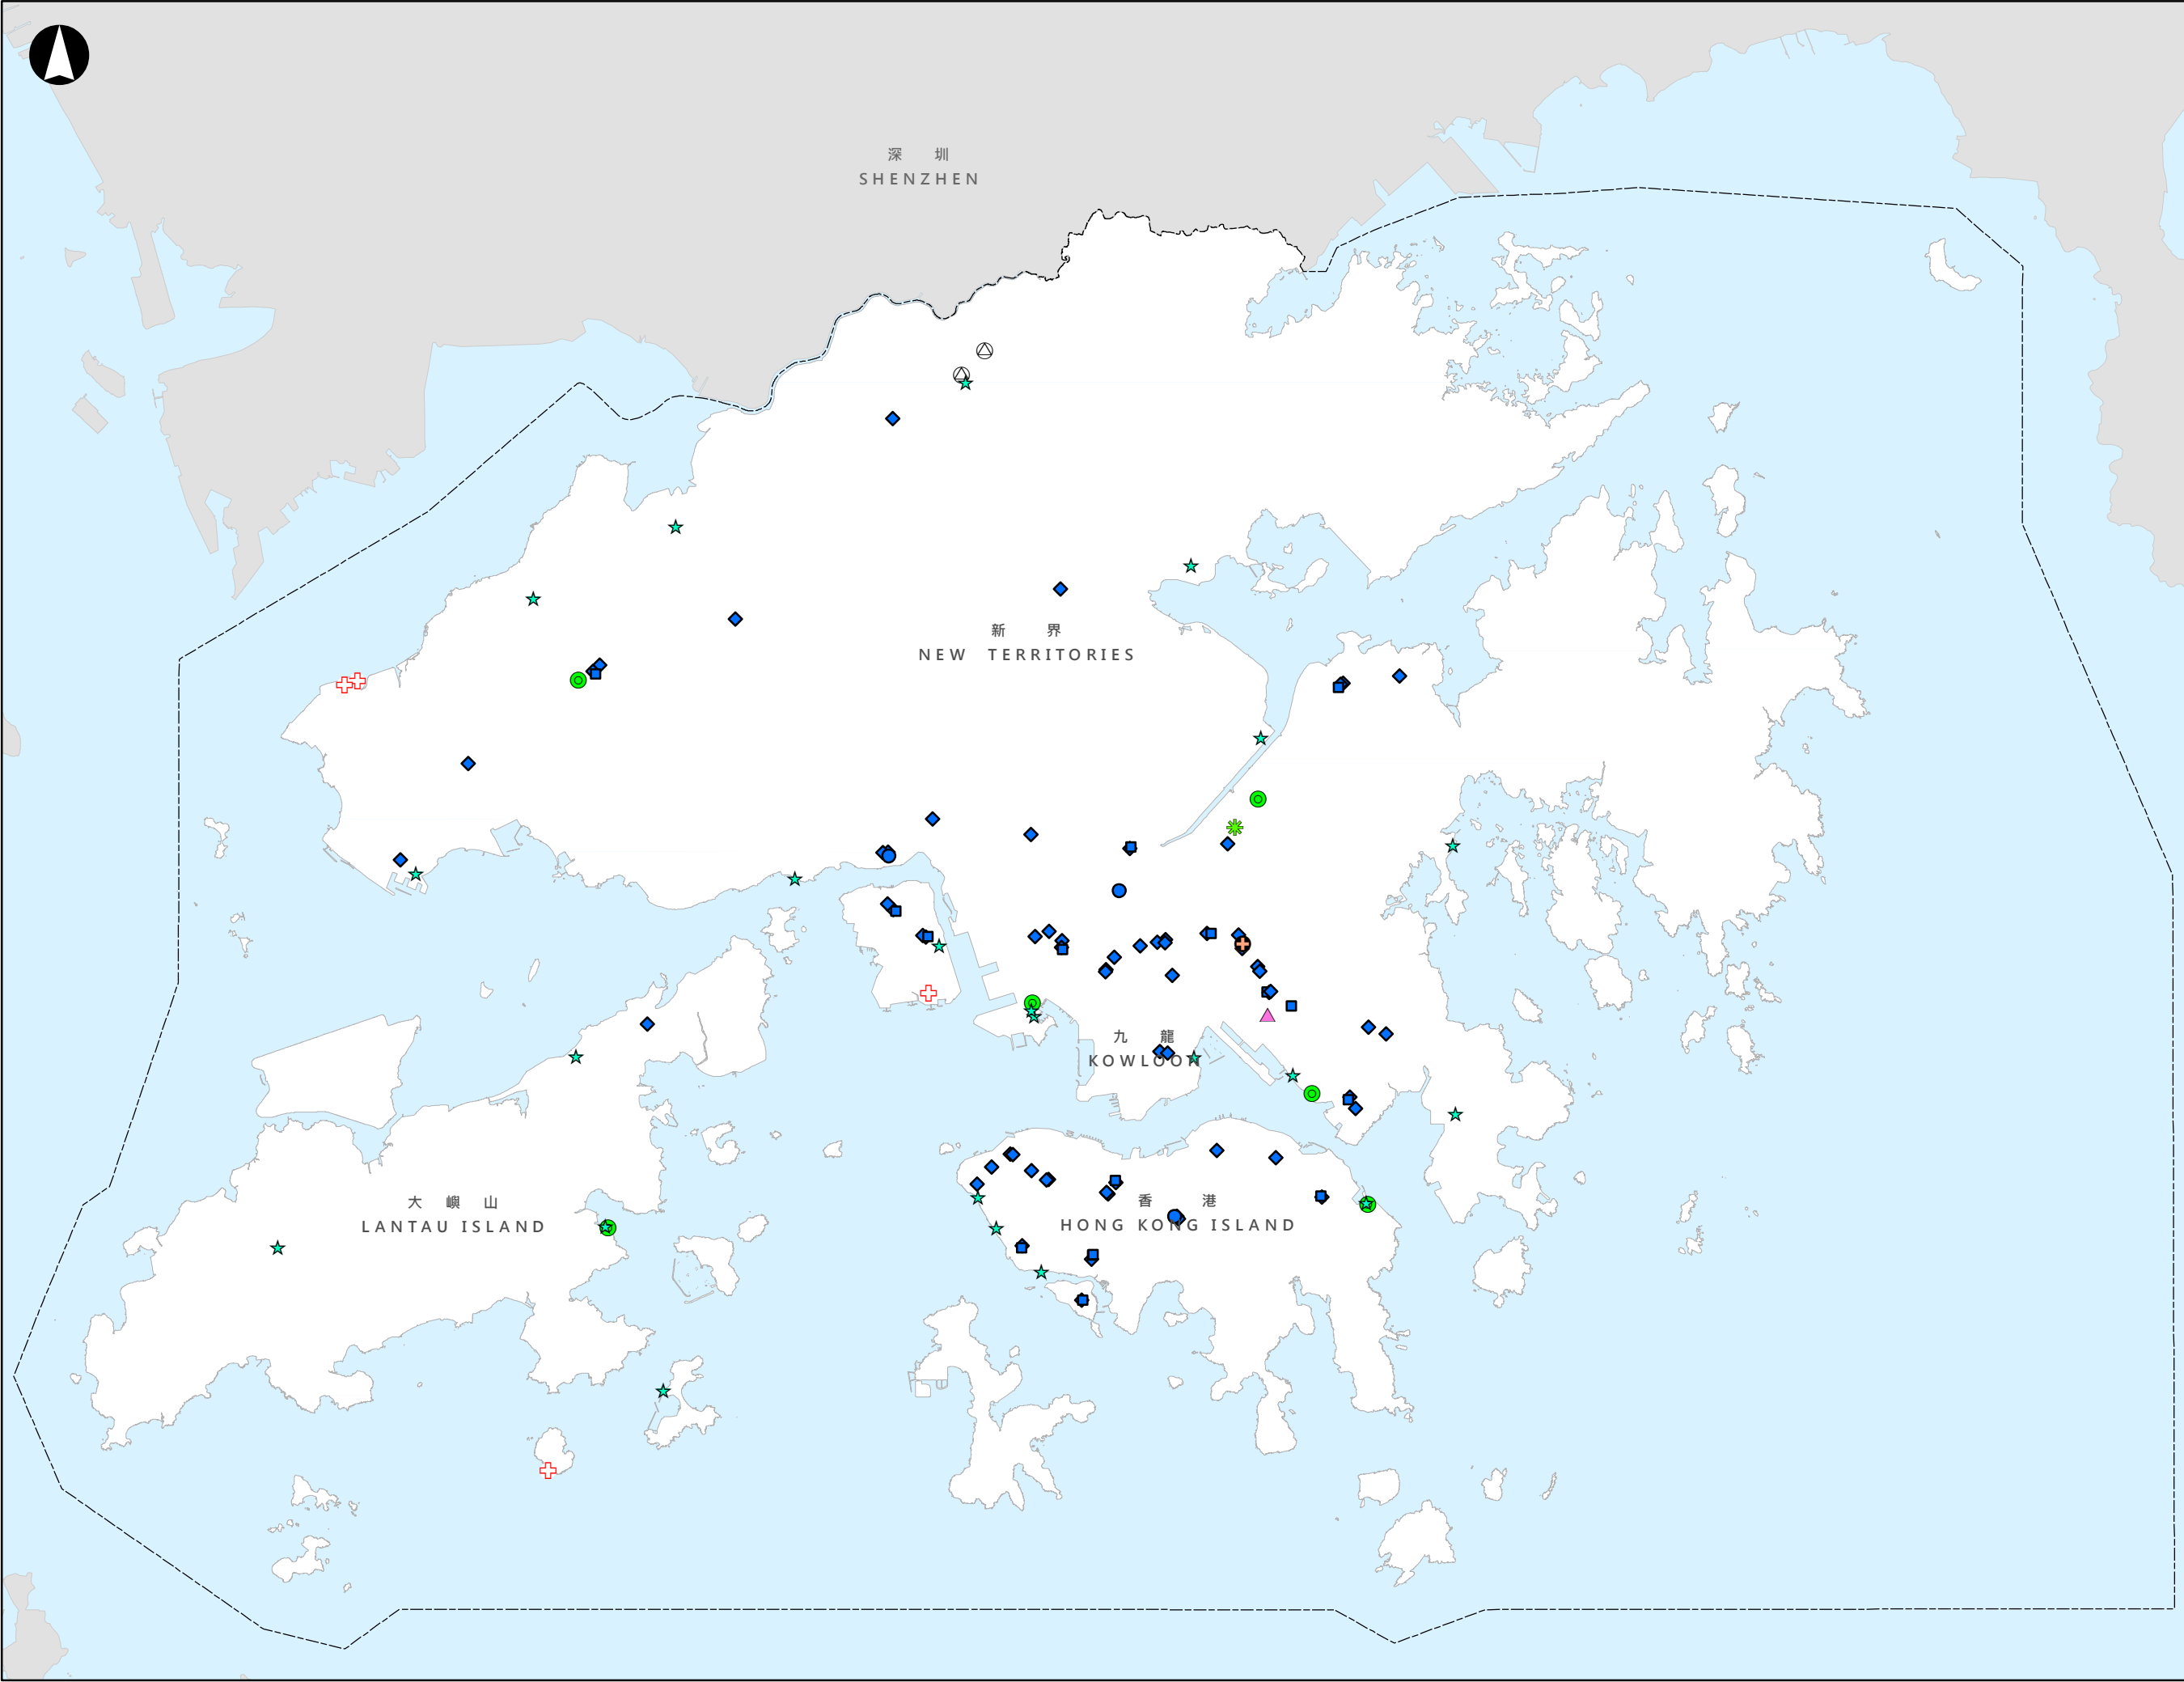 深 圳
SHENZHEN
新 界
NEW TERRITORIES
九 龍
KOWLOON
大 嶼 山
LANTAU ISLAND
香 港
HONG KONG ISLAND